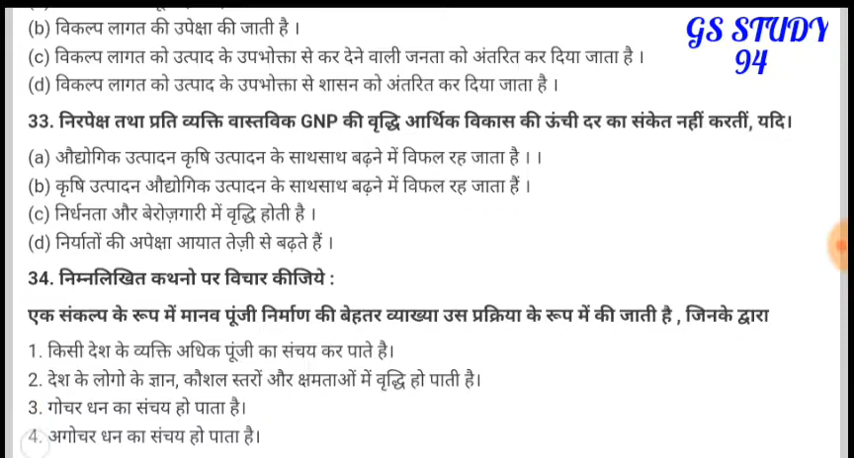 (b) विकल्प लागत की उपेक्षा की जाती है ।
GS STUDY
94
(c) विकल्प लागत को उत्पाद के उपभोक्ता से कर देने वाली जनता को अंतरित कर दिया जाता है ।
(d) विकल्प लागत को उत्पाद के उपभोक्ता से शासन को अंतरित कर दिया जाता है ।
33. निरपेक्ष तथा प्रति व्यक्ति वास्तविक GNP की वृद्धि आर्थिक विकास की ऊंची दर का संकेत नहीं करतीं, यदि।
(a) औद्योगिक उत्पादन कृषि उत्पादन के साथसाथ बढ़ने में विफल रह जाता है । ।
(b) कृषि उत्पादन औद्योगिक उत्पादन के साथसाथ बढ़ने में विफल रह जाता हैं ।
(c) निर्धनता और बेरोज़गारी में वृद्धि होती है ।
(d) निर्यातों की अपेक्षा आयात तेज़ी से बढ़ते हैं ।
34. निम्नलिखित कथनो पर विचार कीजिये :
एक संकल्प के रूप में मानव पूंजी निर्माण की बेहतर व्याख्या उस प्रक्रिया के रूप में की जाती है , जिनके द्वारा
1. किसी देश के व्यक्ति अधिक पूंजी का संचय कर पाते है।
2. देश के लोगो के ज्ञान, कौशल स्तरों और क्षमताओं में वृद्धि हो पाती है।
3. गोचर धन का संचय हो पाता है।
4. अगोचर धन का संचय हो पाता है।